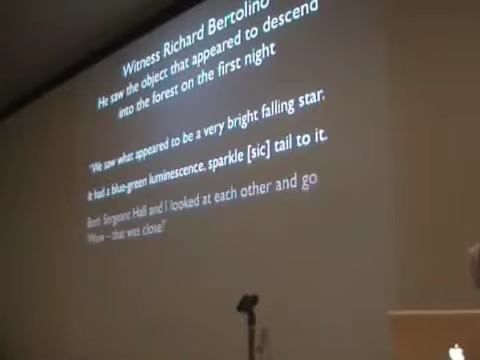 Witness Richard Bertolino
He saw the object that appeared to descend
into the forest on the first night
"We saw what appeared to be a very bright falling star.
It had a blue-green luminescence, sparkle [sic] tail to it.
Both Sergeant Hall and I looked at each other and go
'Wow – that was close!'